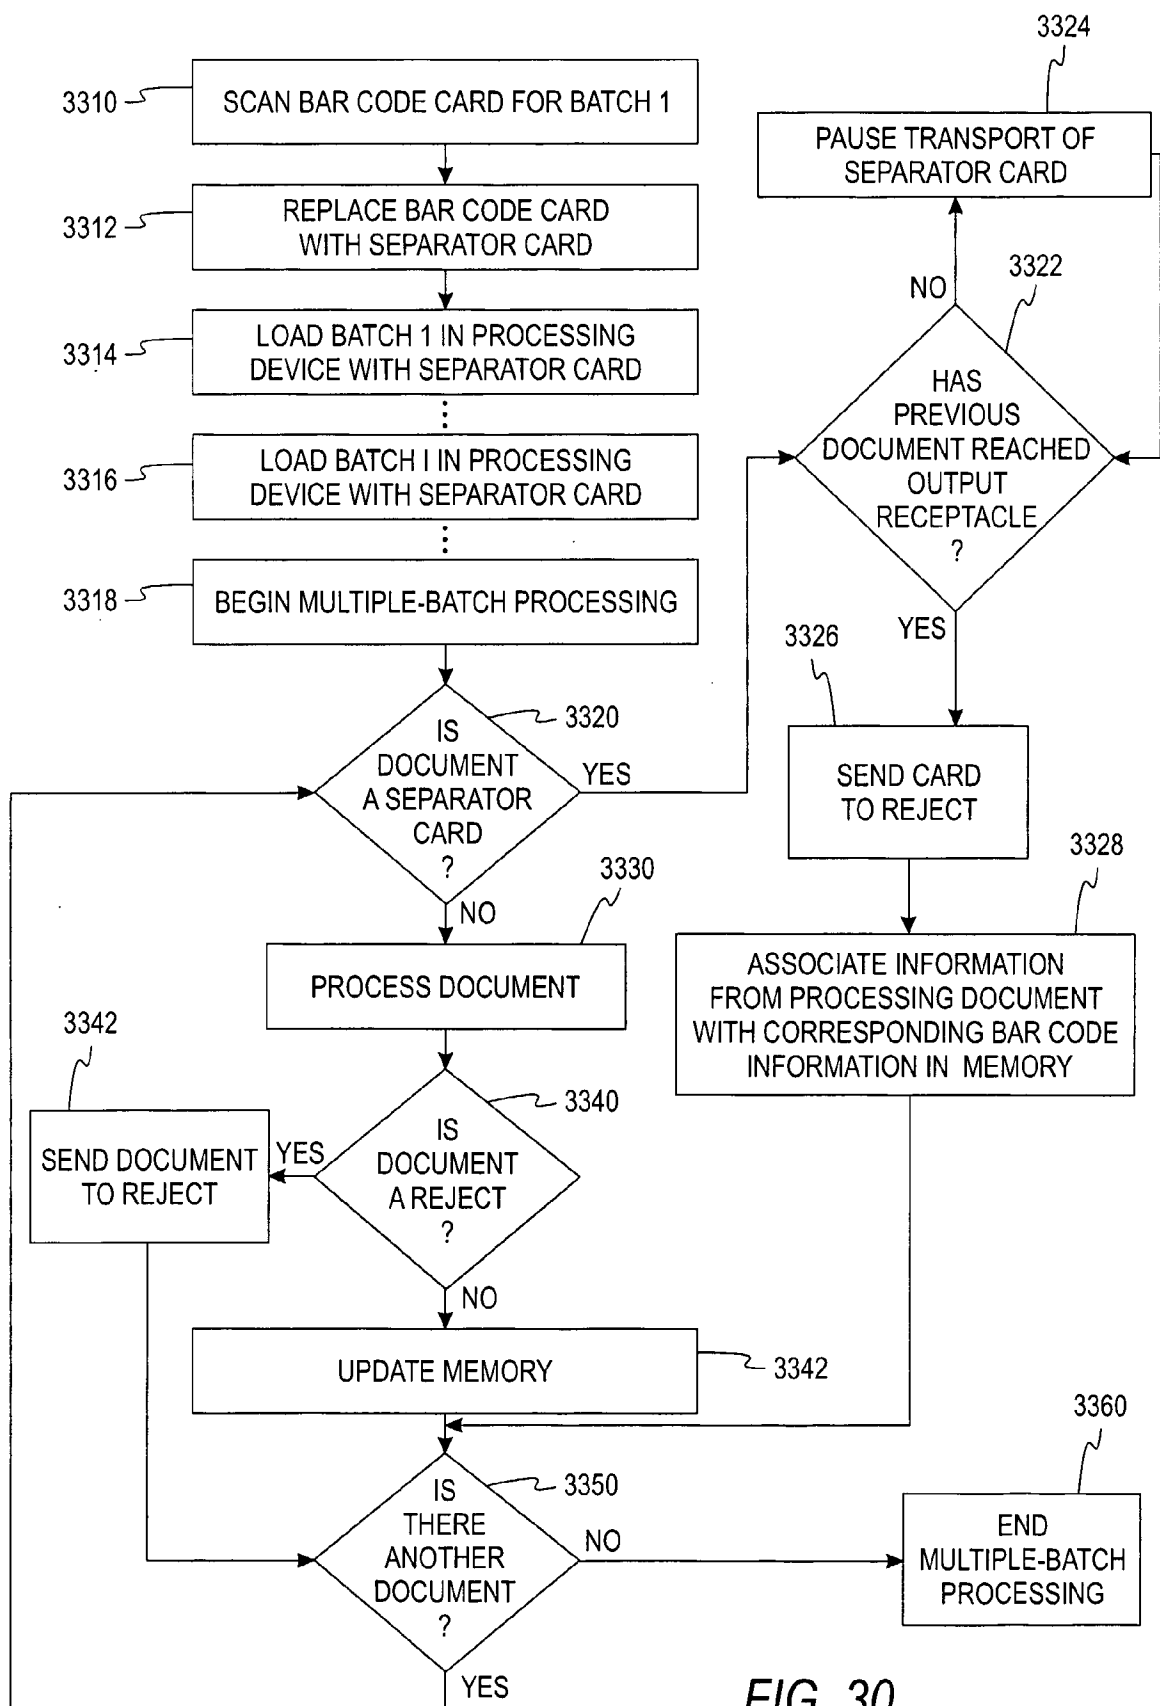 3324
3310
SCAN BAR CODE CARD FOR BATCH 1
PAUSE TRANSPORT OF
SEPARATOR CARD
3312
REPLACE BAR CODE CARD
WITH SEPARATOR CARD
3322
NO
3314
LOAD BATCH 1 IN PROCESSING
DEVICE WITH SEPARATOR CARD
HAS
PREVIOUS
DOCUMENT REACHED
OUTPUT
RECEPTACLE
?
3316
LOAD BATCH I IN PROCESSING
DEVICE WITH SEPARATOR CARD
3318
BEGIN MULTIPLE-BATCH PROCESSING
YES
3326
3320
IS
DOCUMENT
A SEPARATOR
CARD
?
YES
SEND CARD
TO REJECT
3328
3330
NO
PROCESS DOCUMENT
ASSOCIATE INFORMATION
FROM PROCESSING DOCUMENT
WITH CORRESPONDING BAR CODE
INFORMATION IN MEMORY
3342
3340
IS
DOCUMENT
A REJECT
?
YES
SEND DOCUMENT
TO REJECT
NO
UPDATE MEMORY
3342
3360
3350
IS
THERE
ANOTHER
DOCUMENT
?
NO
END
MULTIPLE-BATCH
PROCESSING
YES
FIG. 30